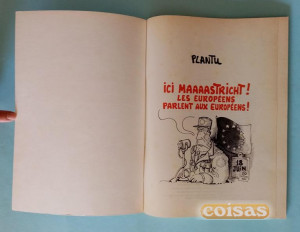 PLANTU
ICI MAAAASTRICHT!
LES EUROPÉENS
PARLENT AUX EUROPÉENS!
coisas